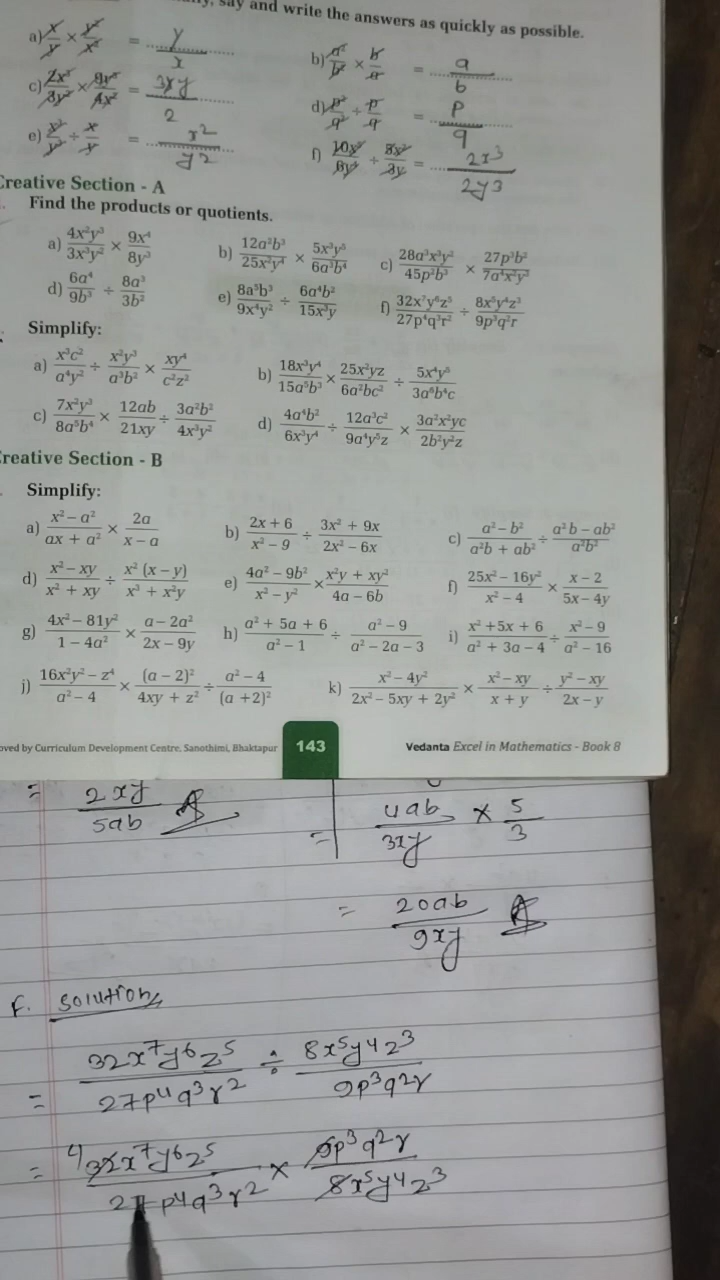 say and write the answers as quickly as possible.
a) x/y × y²/x² = y/x
b) a²/b² × b/a = a/b
c) 2x³/3y² × 9y³/4x² = 3xy/2
d) p²/q² ÷ p/q = p/q
e) ÷ x/y = x²/y²
f) ÷ = 2x³/2y³
Creative Section - A
Find the products or quotients.
a) 4x²y³/3x³y² × 9x⁴/8y³
b) 12a²b³/25x²y⁴ × 5x³y⁵/6a³b⁴
c) 28a³x³y²/45p²b³ × 27p³b²/7a⁴x²y³
d) 6a⁴/9b³ ÷ 8a³/3b²
e) 8a⁵b³/9x⁴y² ÷ 6a⁴b²/15x³y
f) 32x⁷y⁶z⁵/27p⁴q³r² ÷ 8x⁵y⁴z³/9p³q²r
Simplify:
a) x³c²/a⁴y² ÷ x²y³/a³b² × xy⁴/c²z²
b) 18x³y⁴/15a⁵b³ × 25x²yz/6a²bc² ÷ 5x⁴y⁵/3a⁶b⁴c
c) 7x²y³/8a⁵b⁴ × 12ab/21xy ÷ 3a²b²/4x³y²
d) 4a⁴b²/6x³y⁴ ÷ 12a³c²/9a⁴y⁵z × 3a²x²yc/2b²y²z
Creative Section - B
Simplify:
a) x² – a²/ax + a² × 2a/x – a
b) 2x + 6/x² – 9 ÷ 3x² + 9x/2x² – 6x
c) a² – b²/a²b + ab² ÷ a²b – ab²/a²b²
d) x² – xy/x² + xy ÷ x² (x – y)/x³ + x²y
e) 4a² – 9b²/x² – y² × x²y + xy²/4a – 6b
f) 25x² – 16y²/x² – 4 × x – 2/5x – 4y
g) 4x² – 81y²/1 – 4a² × a – 2a²/2x – 9y
h) a² + 5a + 6/a² – 1 ÷ a² – 9/a² – 2a – 3
i) x² +5x + 6/a² + 3a – 4 ÷ x² – 9/a² – 16
j) 16x²y² – z⁴/a² – 4 × (a – 2)²/4xy + z² ÷ a² – 4/(a +2)²
k) x² – 4y²/2x² – 5xy + 2y² × x² – xy/x + y ÷ y² – xy/2x – y
oved by Curriculum Development Centre, Sanothimi, Bhaktapur 143 Vedanta Excel in Mathematics - Book 8
= 2xy/5ab
= 4ab/3xy × 5/3
= 20ab/9xy
F. Solution,
= 32x⁷y⁶z⁵/27p⁴q³r² ÷ 8x⁵y⁴z³/9p³q²r
= 4 32x⁷y⁶z⁵/27p⁴q³r² × 9p³q²r/8x⁵y⁴z³